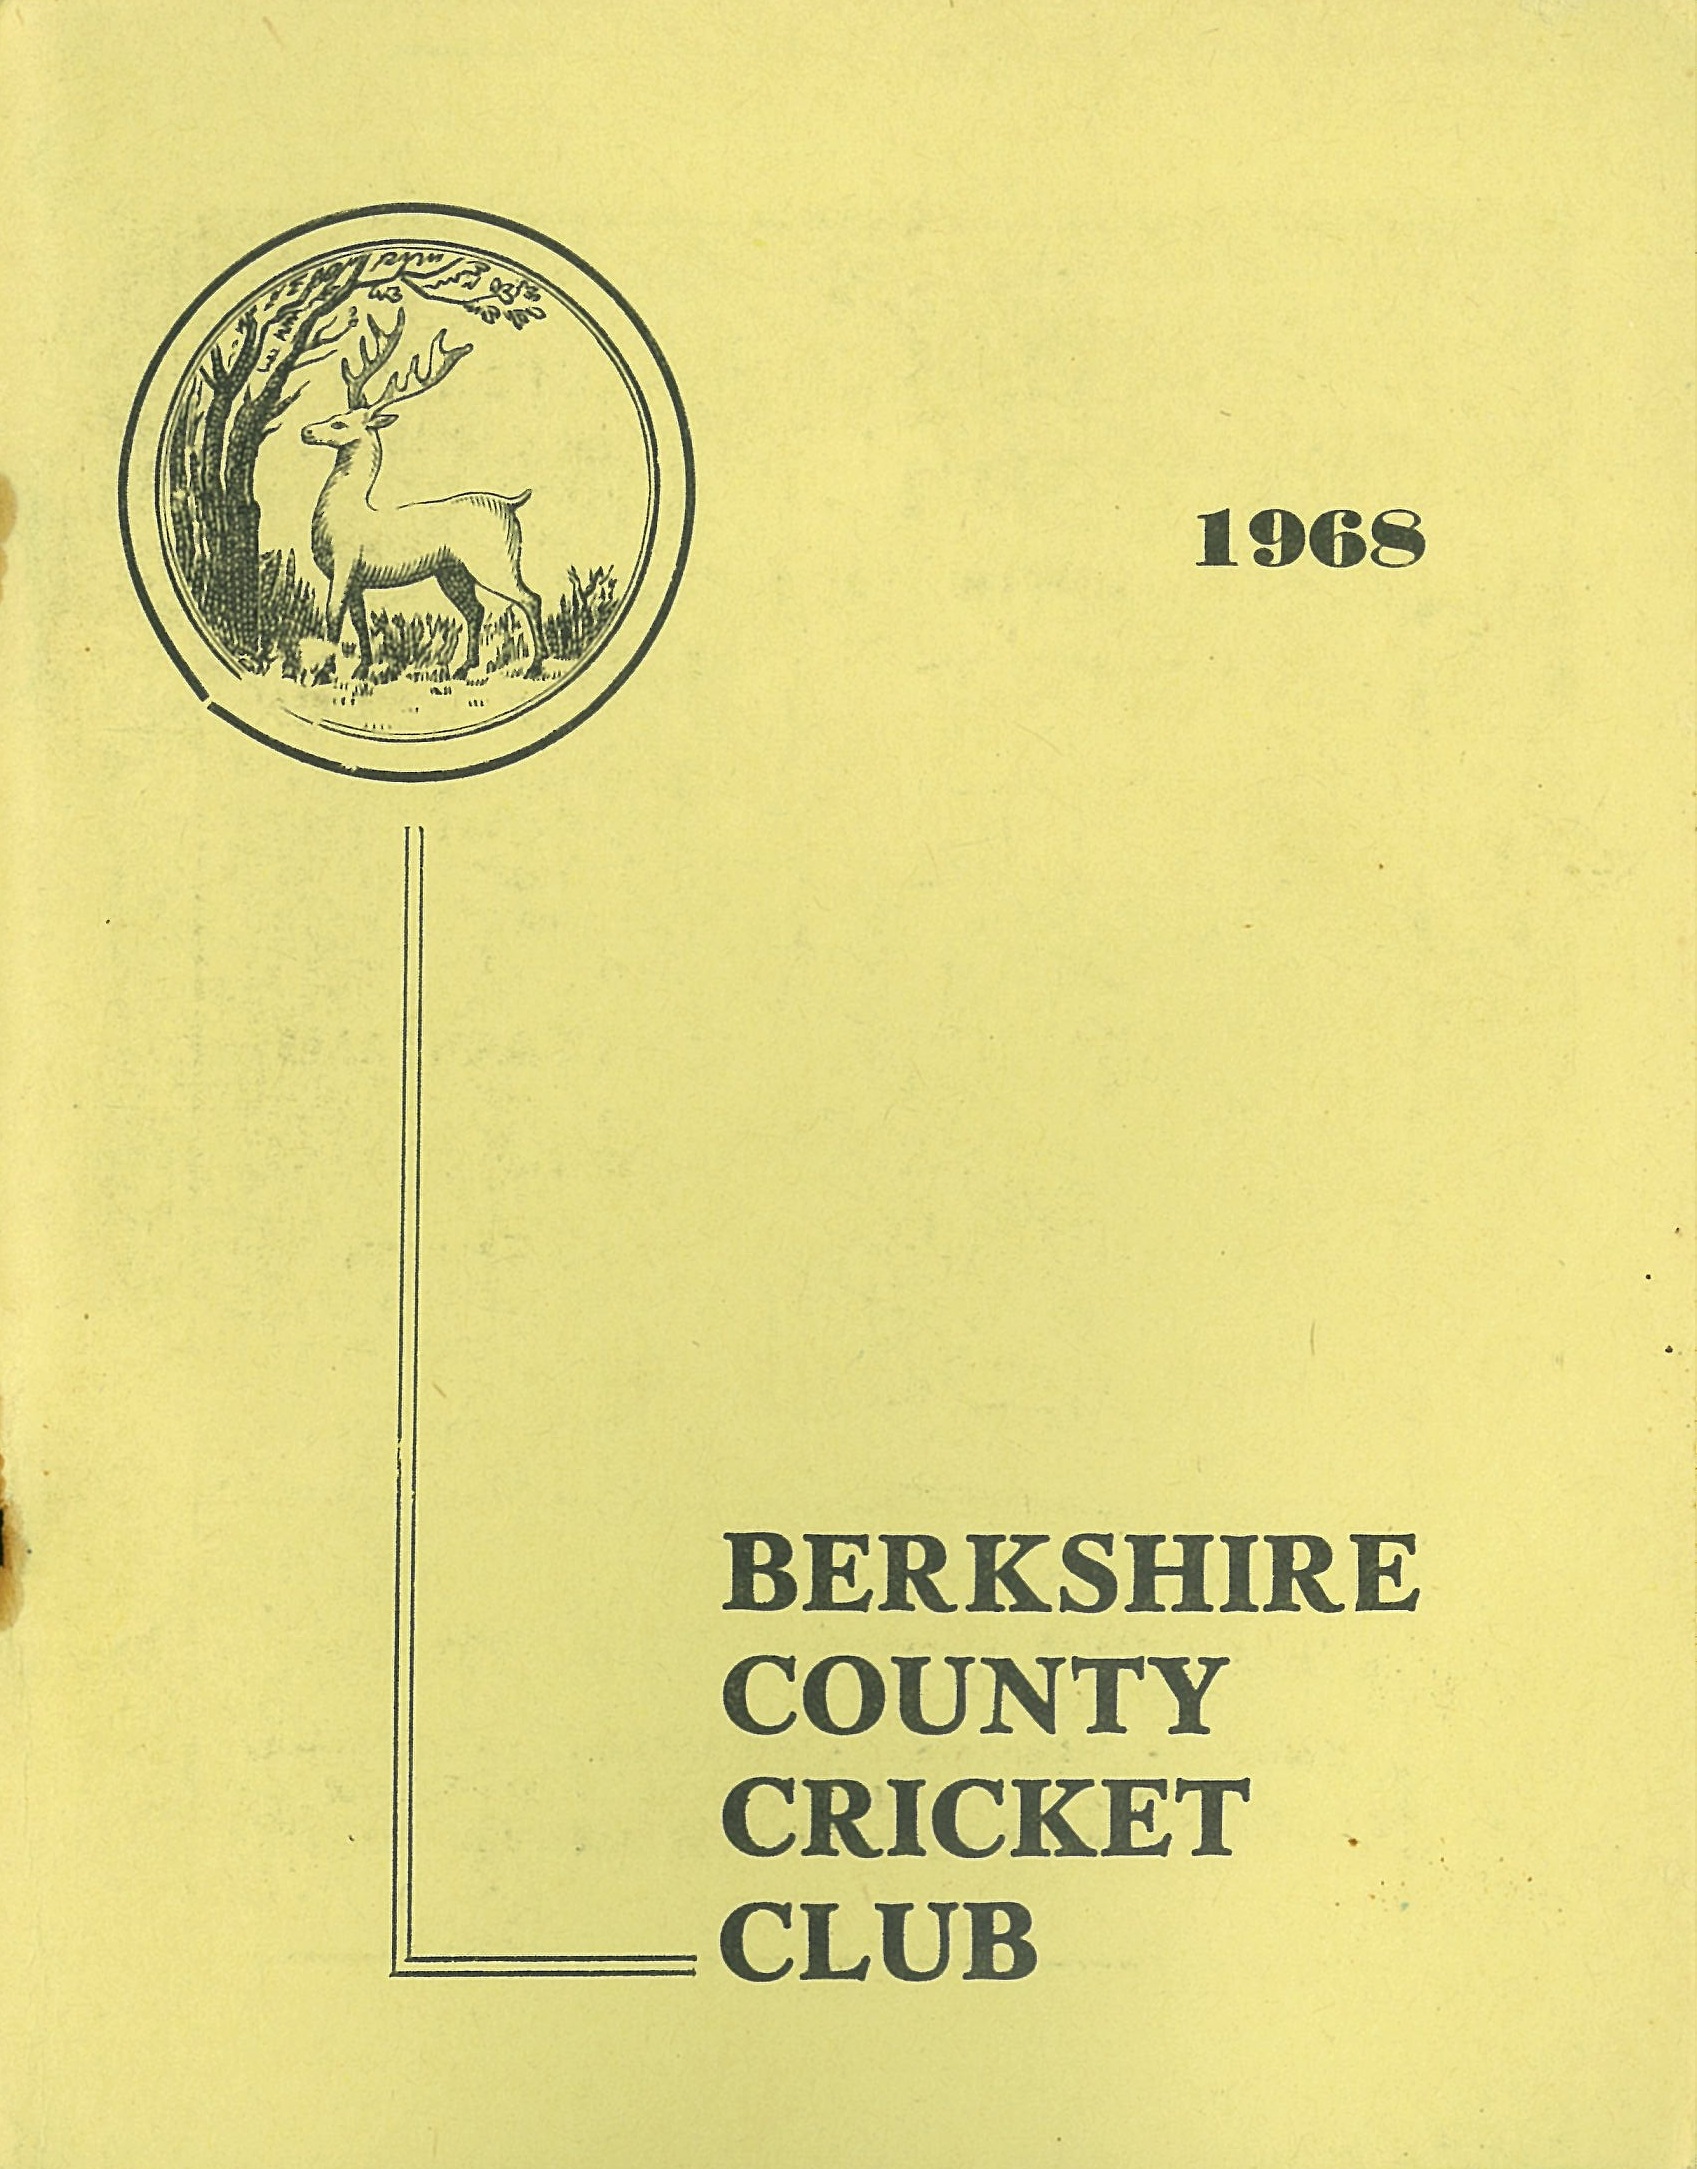 1968
BERKSHIRE
COUNTY
CRICKET
CLUB